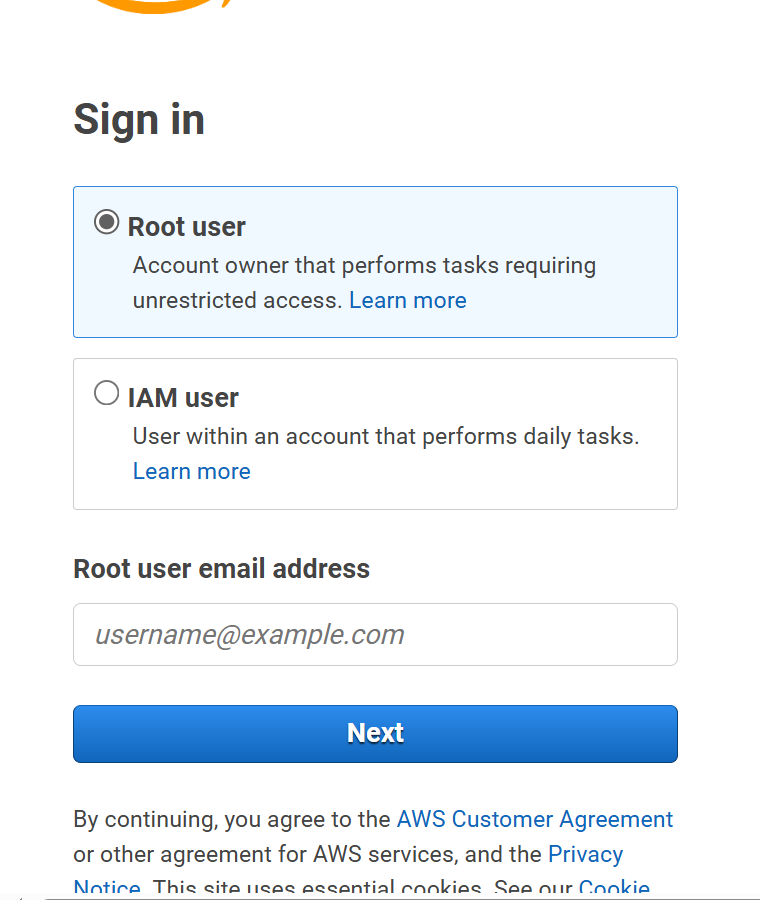 Sign in
Root user
Account owner that performs tasks requiring
unrestricted access. Learn more
IAM user
User within an account that performs daily tasks.
Learn more
Root user email address
username@example.com
Next
By continuing, you agree to the AWS Customer Agreement
or other agreement for AWS services, and the Privacy
Notice. This site uses essential cookies. See our Cookie